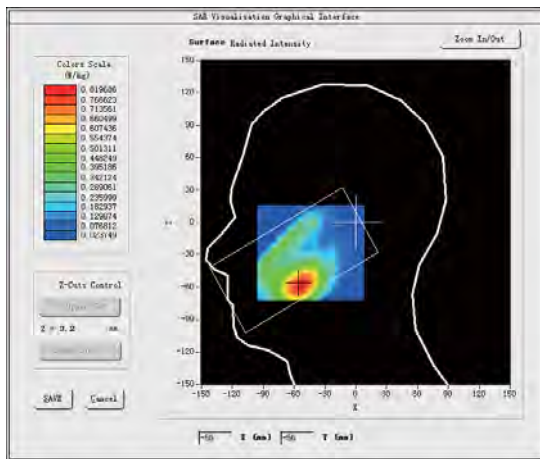 SAR Visualisation Graphical Interface
Surface Radiated Intensity
Zoom In/Out
Colors Scale
(W/kg)
0.819686
0.766623
0.713561
0.660499
0.607436
0.554374
0.501311
0.448249
0.395186
0.342124
0.289061
0.235999
0.182937
0.129874
0.076812
0.023749
Z-Cuts Control
Z = 3.2 mm
SAVE Cancel
150
120
90
60
30
0
-30
-60
-90
-120
-150
-150 -120 -90 -60 -30 0 30 60 90 120 150
X
X (mm) Y (mm)